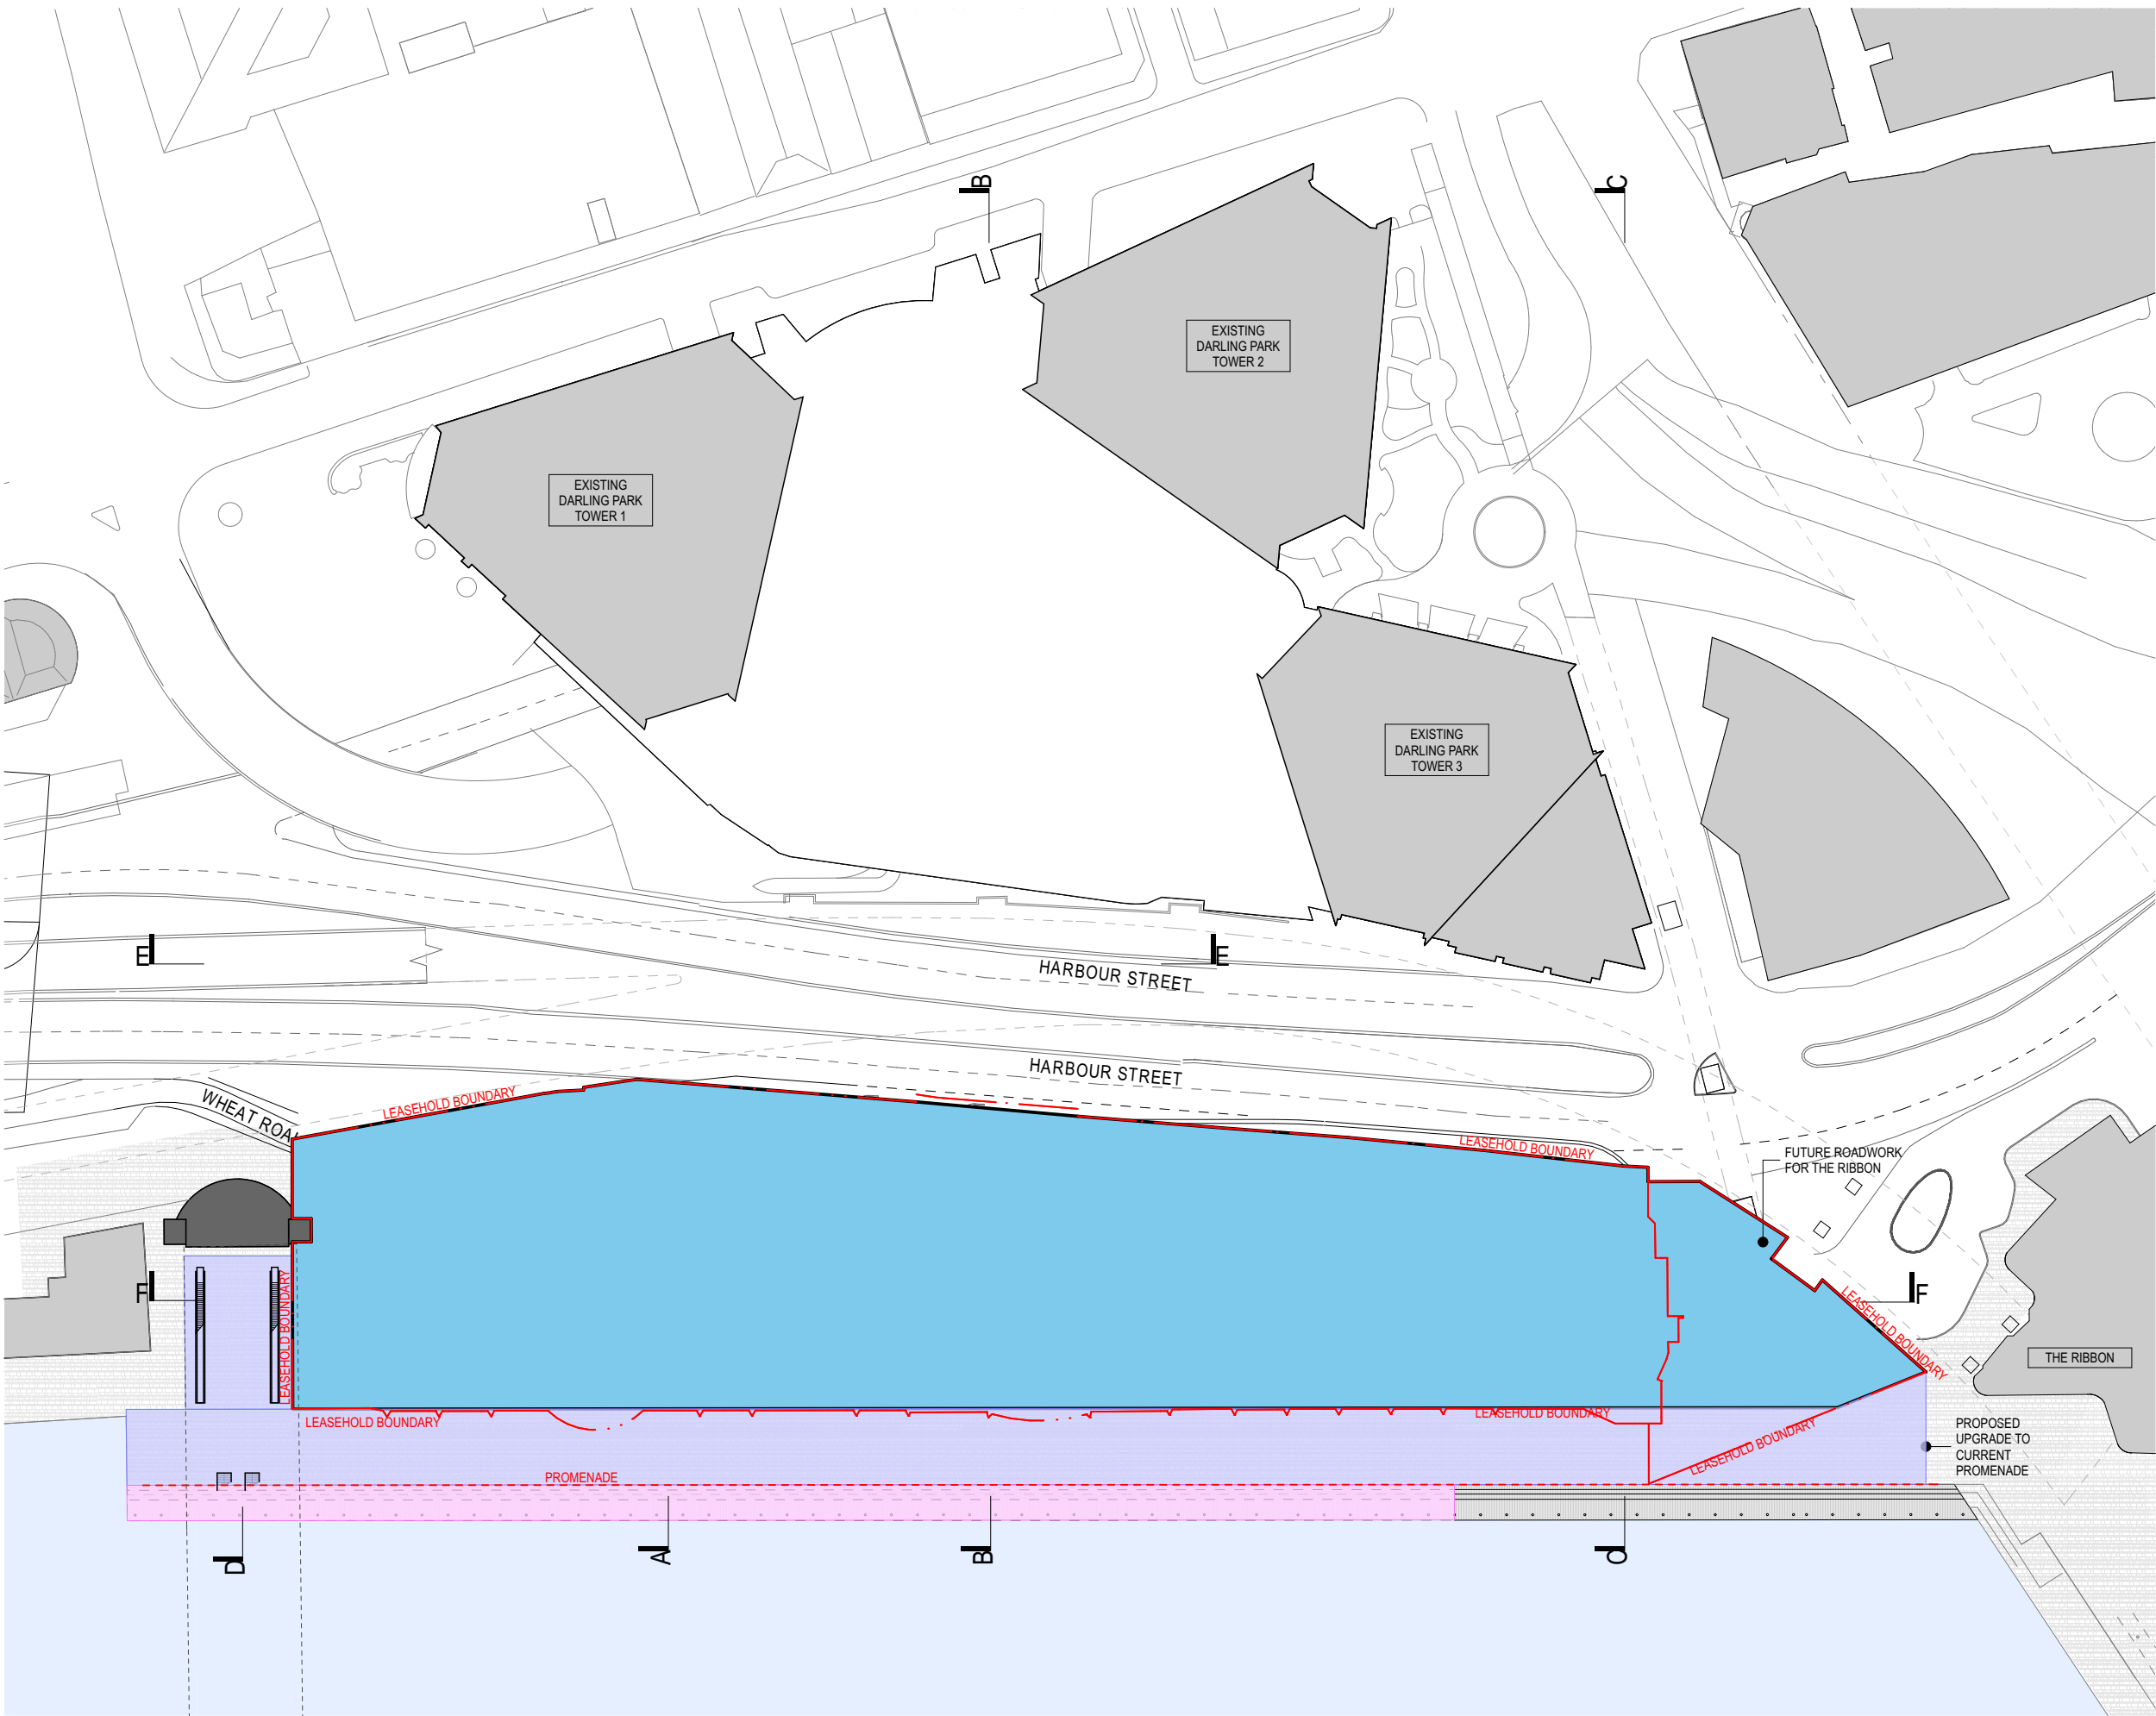 B
C
EXISTING
DARLING PARK
TOWER 2
EXISTING
DARLING PARK
TOWER 1
EXISTING
DARLING PARK
TOWER 3
E
E
HARBOUR STREET
HARBOUR STREET
WHEAT ROA
LEASEHOLD BOUNDARY
LEASEHOLD BOUNDARY
FUTURE ROADWORK
FOR THE RIBBON
F
F
LEASEHOLD BOUNDARY
LEASEHOLD BOUNDARY
THE RIBBON
LEASEHOLD BOUNDARY
LEASEHOLD BOUNDARY
LEASEHOLD BOUNDARY
PROPOSED
UPGRADE TO
CURRENT
PROMENADE
PROMENADE
D
A
B
C